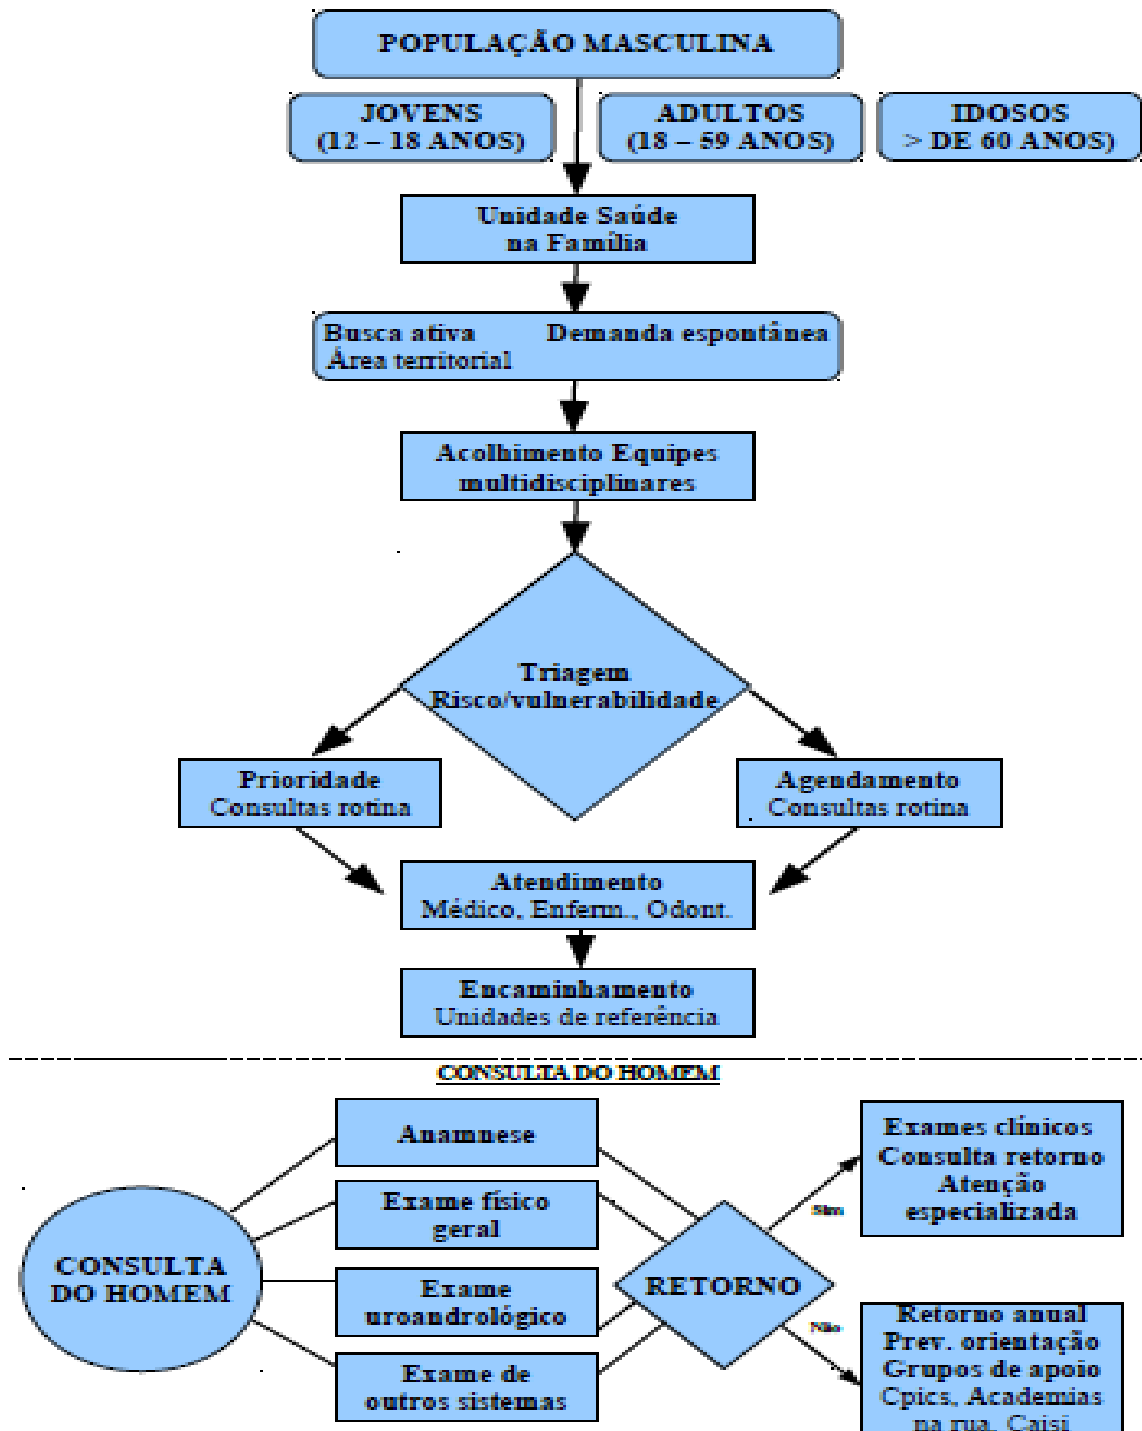 POPULAÇÃO MASCULINA
JOVENS
(12 – 18 ANOS)
ADULTOS
(18 – 59 ANOS)
IDOSOS
> DE 60 ANOS)
Unidade Saúde
na Família
Busca ativa Demanda espontânea
Área territorial
Acolhimento Equipes
multidisciplinares
Triagem
Risco/vulnerabilidade
Prioridade
Consultas rotina
Agendamento
Consultas rotina
Atendimento
Médico, Enferm., Odont.
Encaminhamento
Unidades de referência
CONSULTA DO HOMEM
CONSULTA
DO HOMEM
Anamnese
Exame físico
geral
Exame
uroandrológico
Exame de
outros sistemas
RETORNO
Sim
Exames clínicos
Consulta retorno
Atenção
especializada
Não
Retorno anual
Prev. orientação
Grupos de apoio
Cpics, Academias
na rua, Caisi